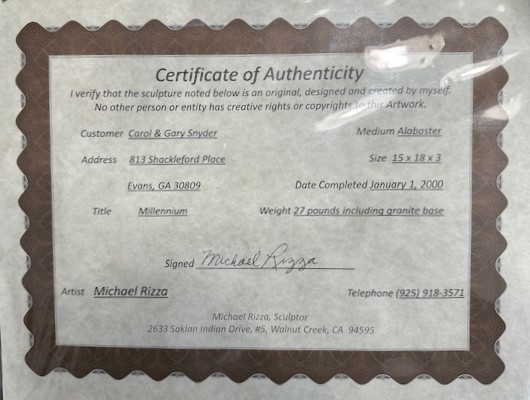 Certificate of Authenticity
I verify that the sculpture noted below is an original, designed and created by myself.
No other person or entity has creative rights or copyrights to this Artwork.
Customer Carol & Gary Snyder
Medium Alabaster
Address 813 Shackleford Place
Size 15 x 18 x 3
Evans, GA 30809
Date Completed January 1, 2000
Title Millennium
Weight 27 pounds including granite base
Signed Michael Rizza
Artist Michael Rizza
Telephone (925) 918-3571
Michael Rizza, Sculptor
2633 Saklan Indian Drive, #5, Walnut Creek, CA 94595